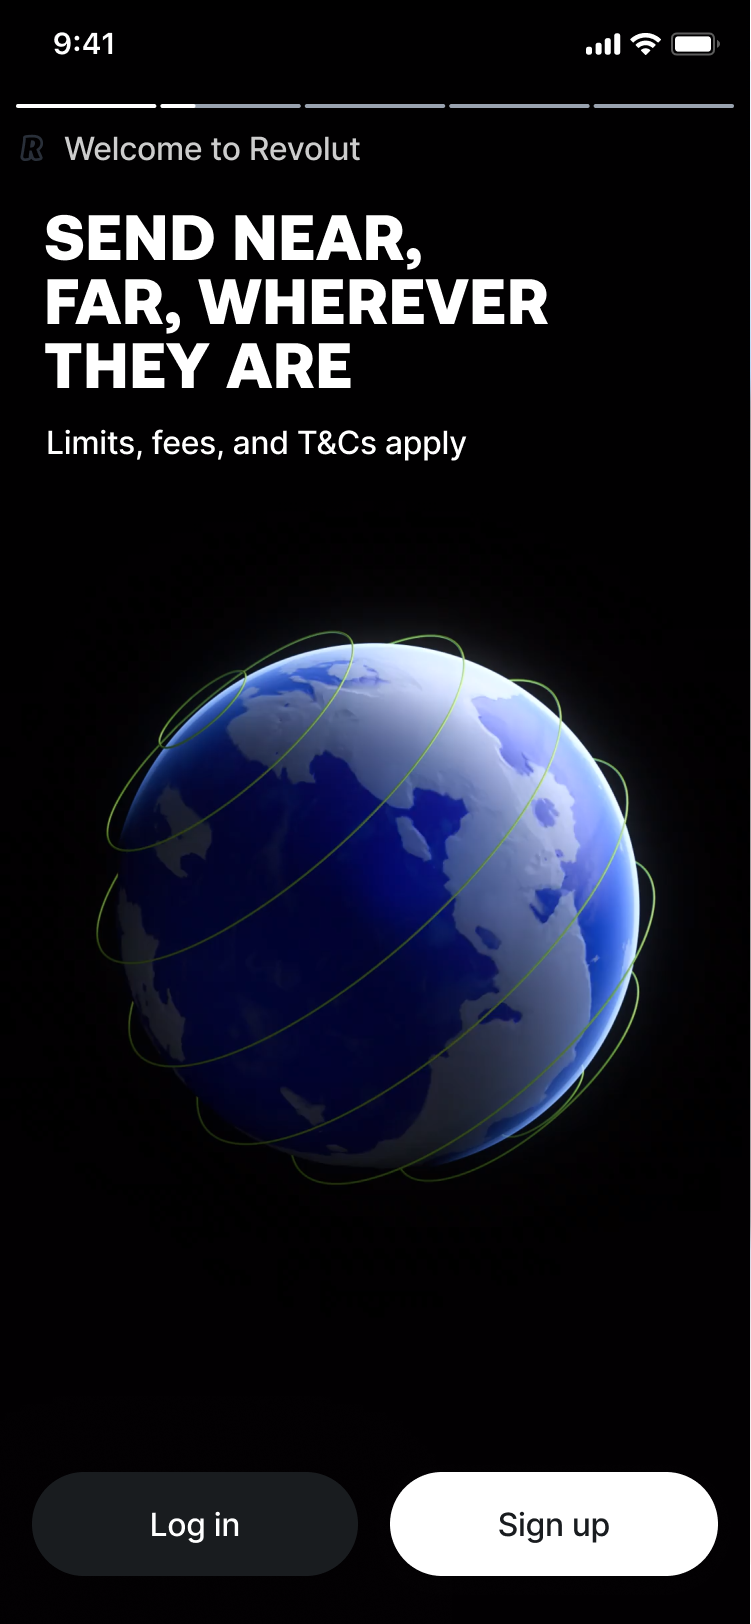 9:41
R Welcome to Revolut
SEND NEAR,
FAR, WHEREVER
THEY ARE
Limits, fees, and T&Cs apply
Log in
Sign up